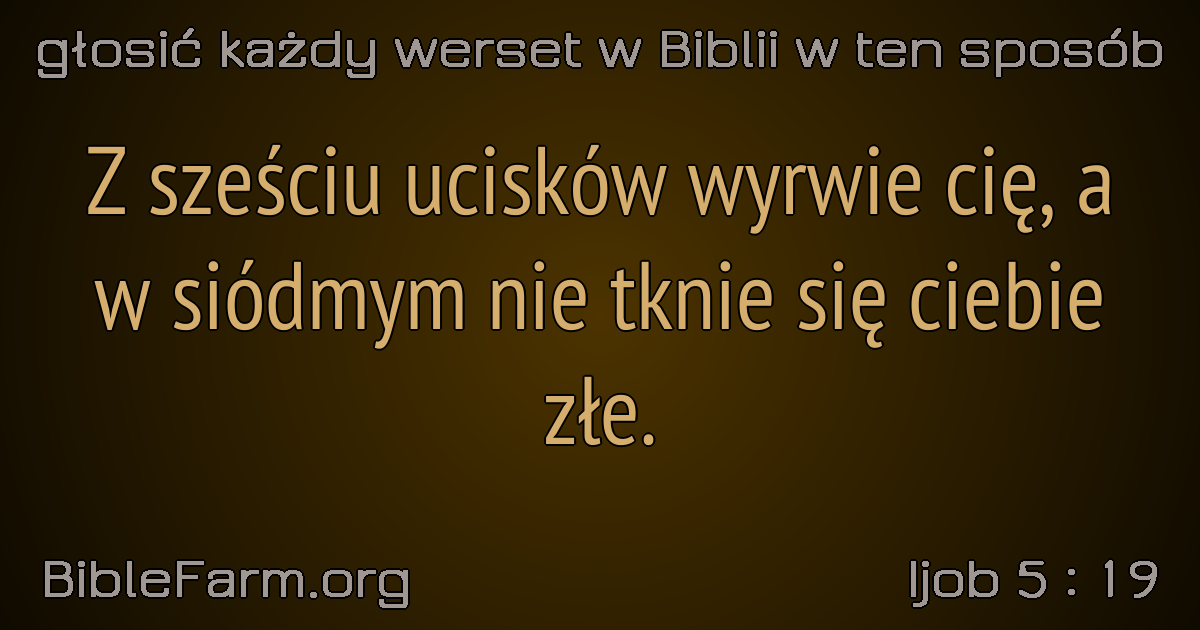 głosić każdy werset w Biblii w ten sposób
Z sześciu ucisków wyrwie cię, a
w siódmym nie tknie się ciebie
złe.
BibleFarm.org
Ijob 5 : 19